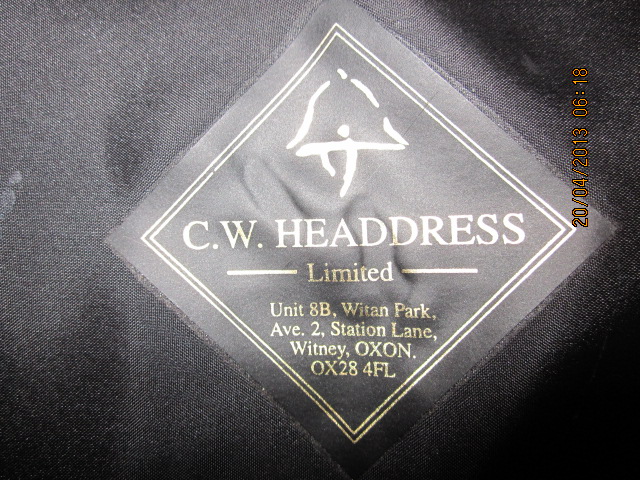 C.W. HEADDRESS
Limited
Unit 8B, Witan Park,
Ave. 2, Station Lane,
Witney, OXON.
OX28 4FL
20/04/2013 06:18